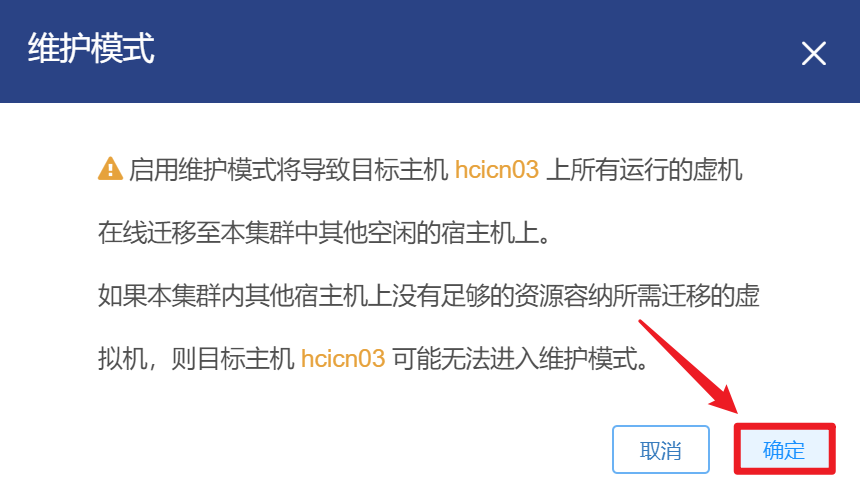 维护模式
启用维护模式将导致目标主机 hcicn03 上所有运行的虚机
在线迁移至本集群中其他空闲的宿主机上。
如果本集群内其他宿主机上没有足够的资源容纳所需迁移的虚
拟机，则目标主机 hcicn03 可能无法进入维护模式。
取消
确定